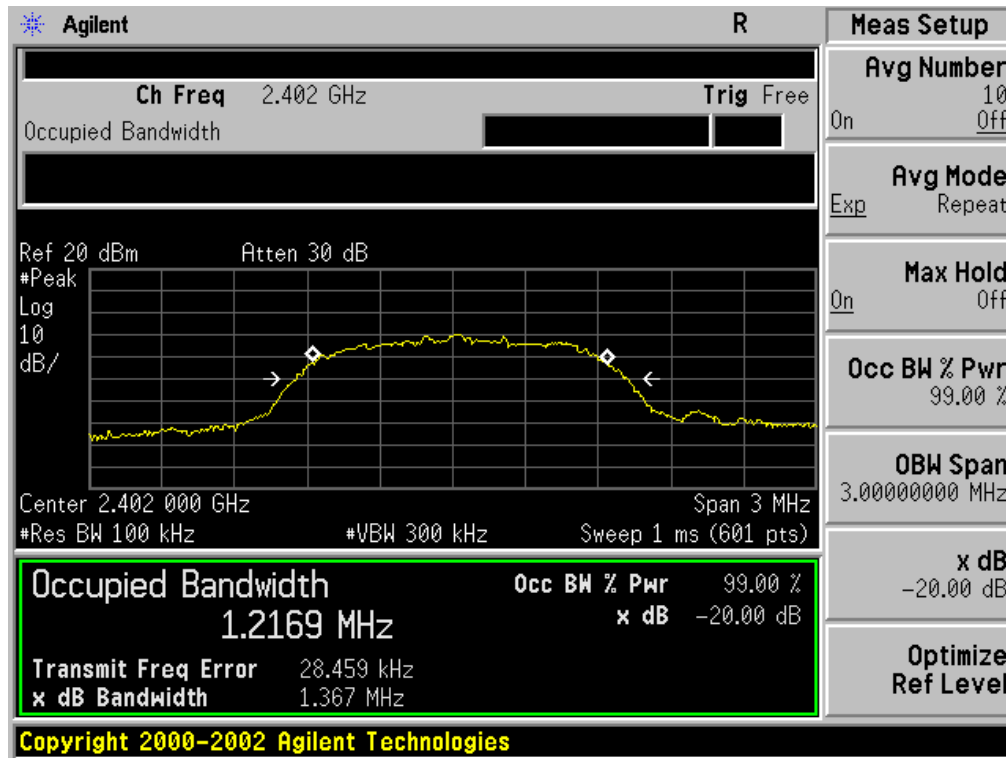 Agilent R Meas Setup
Ch Freq 2.402 GHz Trig Free
Occupied Bandwidth
Ref 20 dBm Atten 30 dB
#Peak
Log
10
dB/
Center 2.402 000 GHz Span 3 MHz
#Res BW 100 kHz #VBW 300 kHz Sweep 1 ms (601 pts)
Occupied Bandwidth Occ BW % Pwr 99.00 %
1.2169 MHz x dB -20.00 dB
Transmit Freq Error 28.459 kHz
x dB Bandwidth 1.367 MHz
Copyright 2000-2002 Agilent Technologies
Avg Number
10
On Off
Avg Mode
Exp Repeat
Max Hold
On Off
Occ BW % Pwr
99.00 %
OBW Span
3.00000000 MHz
x dB
-20.00 dB
Optimize
Ref Level